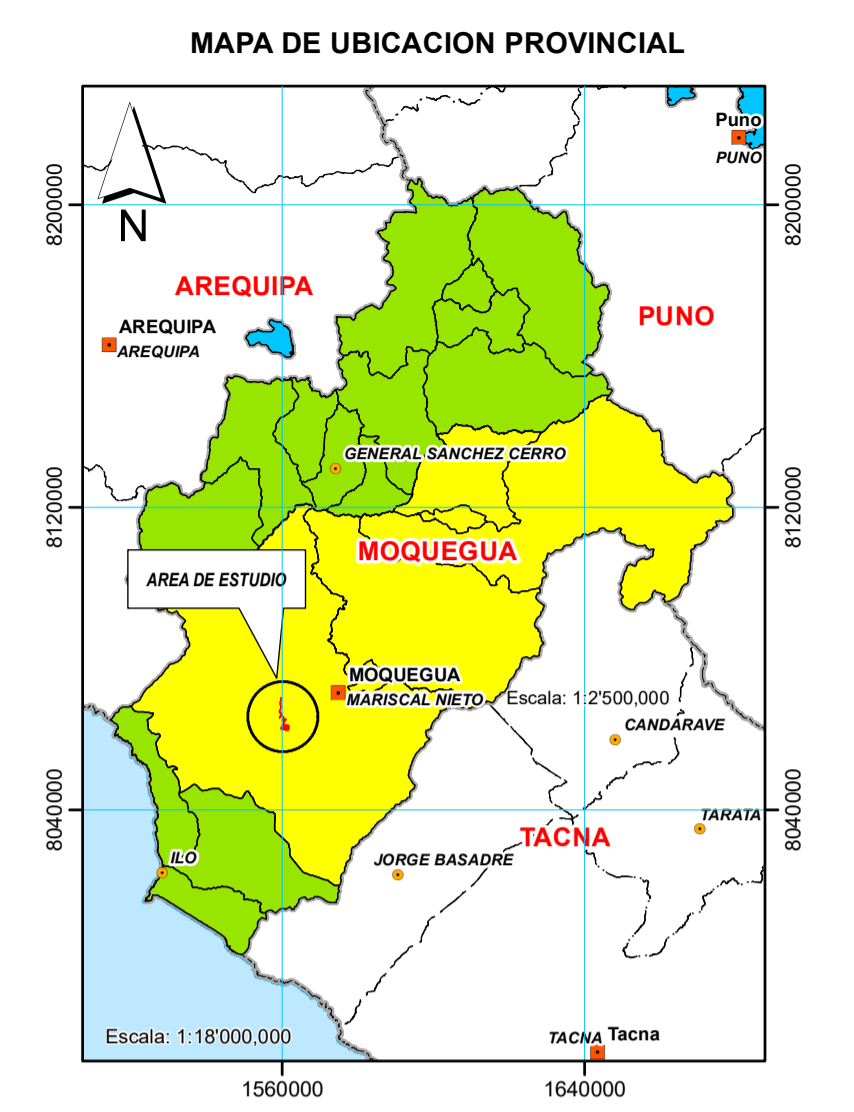 MAPA DE UBICACION PROVINCIAL
Puno
PUNO
N
8200000
8200000
AREQUIPA
PUNO
AREQUIPA
AREQUIPA
GENERAL SANCHEZ CERRO
8120000
8120000
MOQUEGUA
AREA DE ESTUDIO
MOQUEGUA
MARISCAL NIETO
Escala: 1:2'500,000
CANDARAVE
8040000
8040000
TARATA
TACNA
ILO
JORGE BASADRE
Escala: 1:18'000,000
TACNA Tacna
1560000
1640000